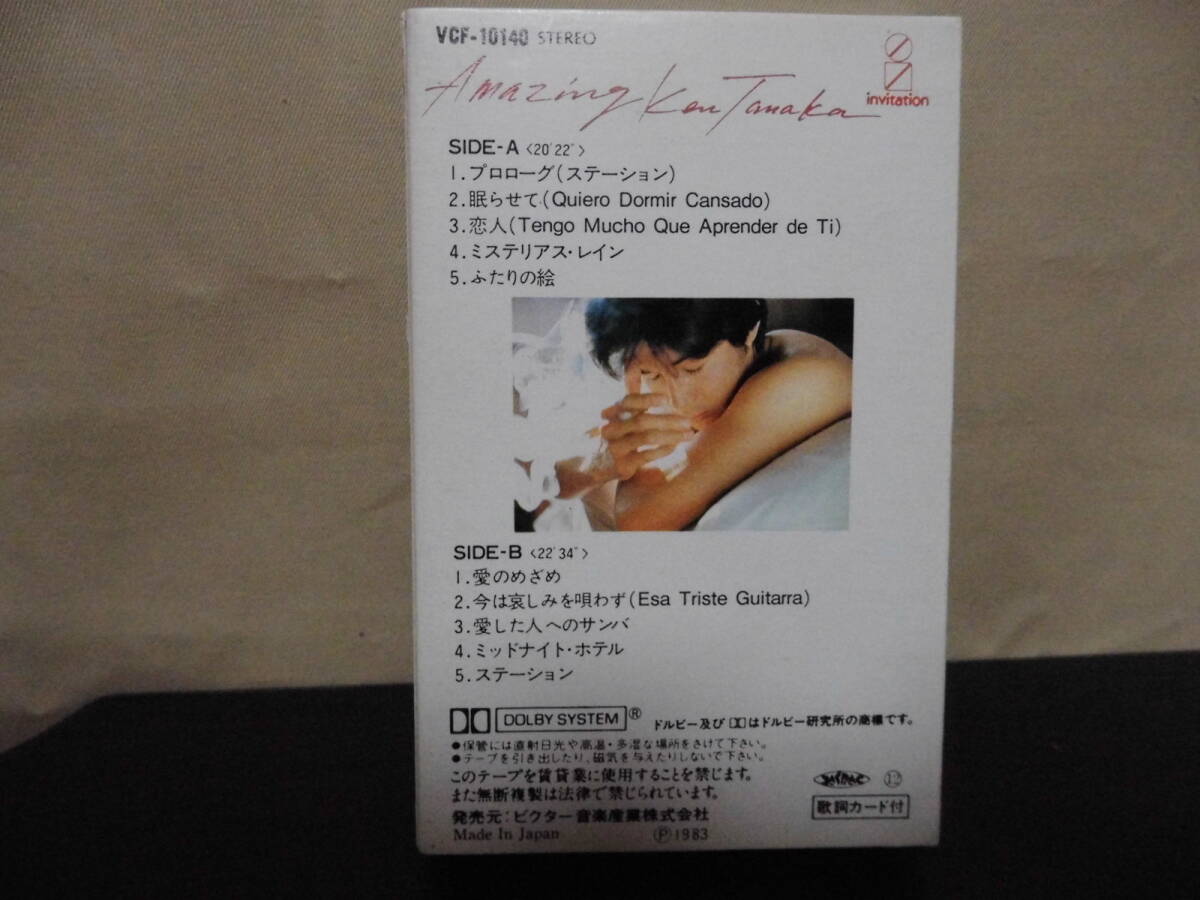 VCF-10140 STEREO
Amazing Ken Tanaka
invitation
SIDE-A 〈20'22"〉
1.プロローグ(ステーション)
2.眠らせて(Quiero Dormir Cansado)
3.恋人(Tengo Mucho Que Aprender de Ti)
4.ミステリアス・レイン
5.ふたりの絵
SIDE-B 〈22'34"〉
1.愛のめざめ
2.今は哀しみを唄わず(Esa Triste Guitarra)
3.愛した人へのサンバ
4.ミッドナイト・ホテル
5.ステーション
DOLBY SYSTEM ® ドルビー及びはドルビー研究所の商標です。
●保管には直射日光や高温・多湿な場所をさけて下さい。
●テープを引き出したり、磁気を与えたりしないで下さい。
このテープを賃貸業に使用することを禁じます。
また無断複製は法律で禁じられています。
JASRAC 12
歌詞カード付
発売元:ビクター音楽産業株式会社
Made In Japan Ⓟ1983